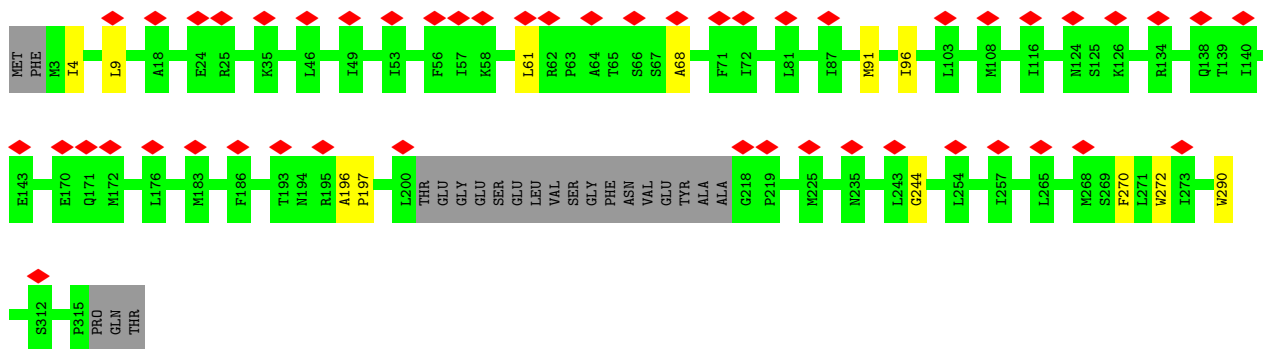 MET PHE M3 I4 L9 A18 E24 R25 K35 L46 I49 I53 F56 I57 K58 L61 R62 P63 A64 T65 S66 S67 A68 F71 I72 L81 I87 M91 I96 L103 M108 I116 N124 S125 K126 R134 Q138 T139 I140
E143 E170 Q171 M172 L176 M183 F186 T193 N194 R195 A196 P197 L200 THR GLU GLY GLU SER GLU LEU VAL SER GLY PHE ASN VAL GLU TYR ALA ALA G218 P219 M225 N235 L243 G244 L254 I257 L265 M268 S269 F270 L271 W272 I273 W290
S312 P315 PRO GLN THR